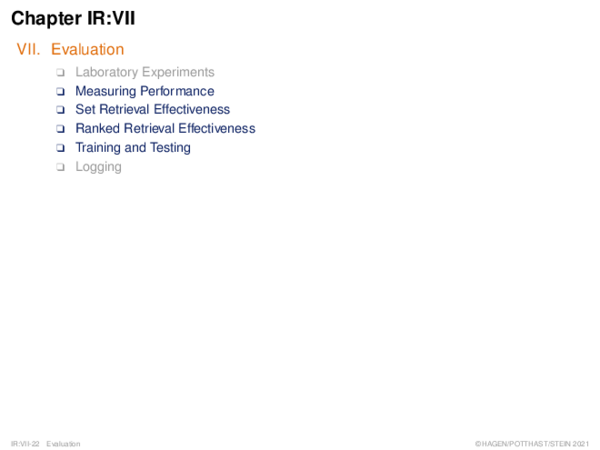 Chapter IR:VII
VII. Evaluation
❑ Laboratory Experiments
❑ Measuring Performance
❑ Set Retrieval Effectiveness
❑ Ranked Retrieval Effectiveness
❑ Training and Testing
❑ Logging
IR:VII-22 Evaluation
©HAGEN/POTTHAST/STEIN 2021